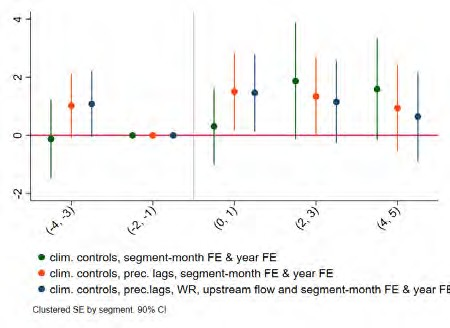 4
2
0
-2
(-4, -3)
(-2, -1)
(0, 1)
(2, 3)
(4, 5)
clim. controls, segment-month FE & year FE
clim. controls, prec. lags, segment-month FE & year FE
clim. controls, prec.lags, WR, upstream flow and segment-month FE & year FE
Clustered SE by segment. 90% CI